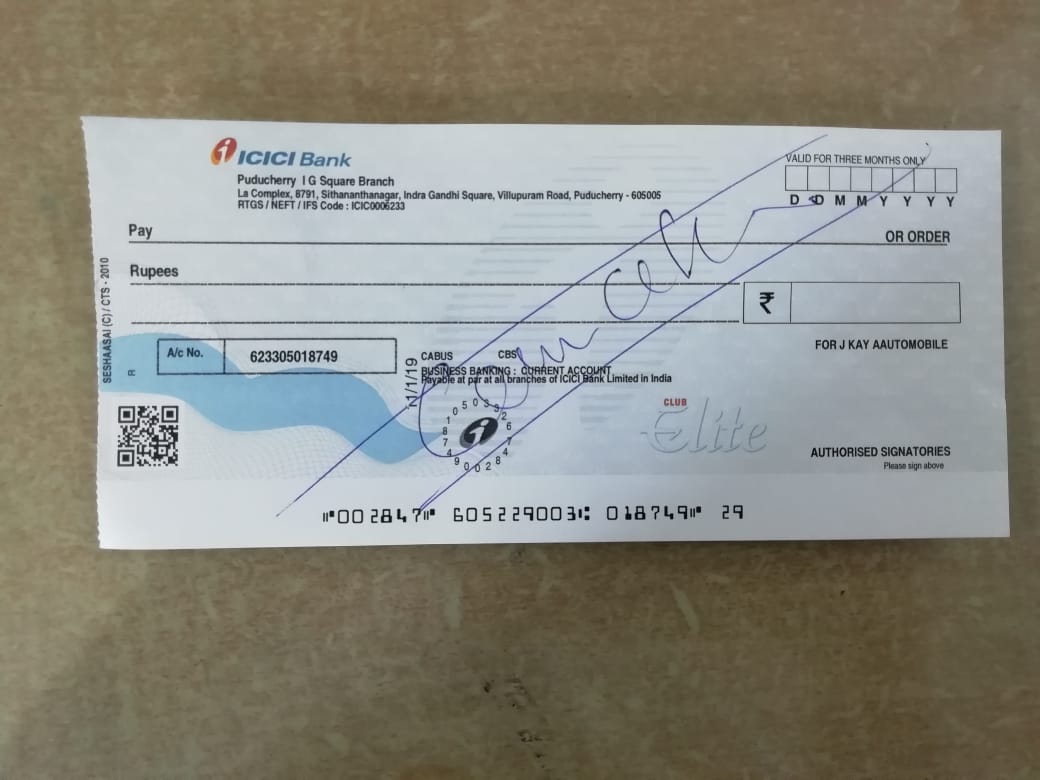 ICICI Bank
Puducherry I G Square Branch
La Complex, 8791, Sithananthanagar, Indra Gandhi Square, Villupuram Road, Puducherry - 605005
RTGS / NEFT / IFS Code : ICIC0006233
VALID FOR THREE MONTHS ONLY
D D M M Y Y Y Y
Pay
OR ORDER
Rupees
₹
A/c No. 623305018749
FOR J KAY AAUTOMOBILE
CABUS CBS
BUSINESS BANKING : CURRENT ACCOUNT
Payable at par at all branches of ICICI Bank Limited in India
N/1/19
SESHAASAI (C) / CTS - 2010
R
CLUB
Elite
AUTHORISED SIGNATORIES
Please sign above
⑈002847⑈ 605229003⑆ 018749⑈ 29